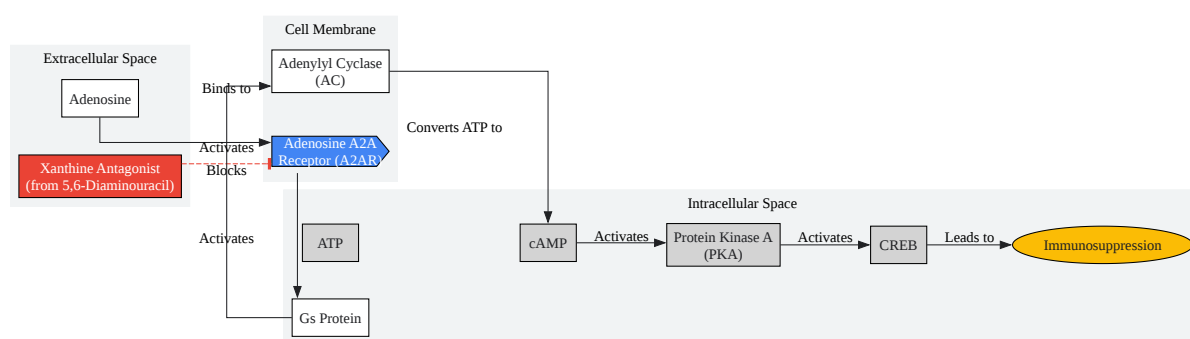 Cell Membrane
Extracellular Space
Adenylyl Cyclase
(AC)
Adenosine
Binds to
Converts ATP to
Activates
Adenosine A2A
Receptor (A2AR)
Xanthine Antagonist
(from 5,6-Diaminouracil)
Blocks
Intracellular Space
Activates
ATP
cAMP
Activates
Protein Kinase A
(PKA)
Activates
CREB
Leads to
Immunosuppression
Gs Protein